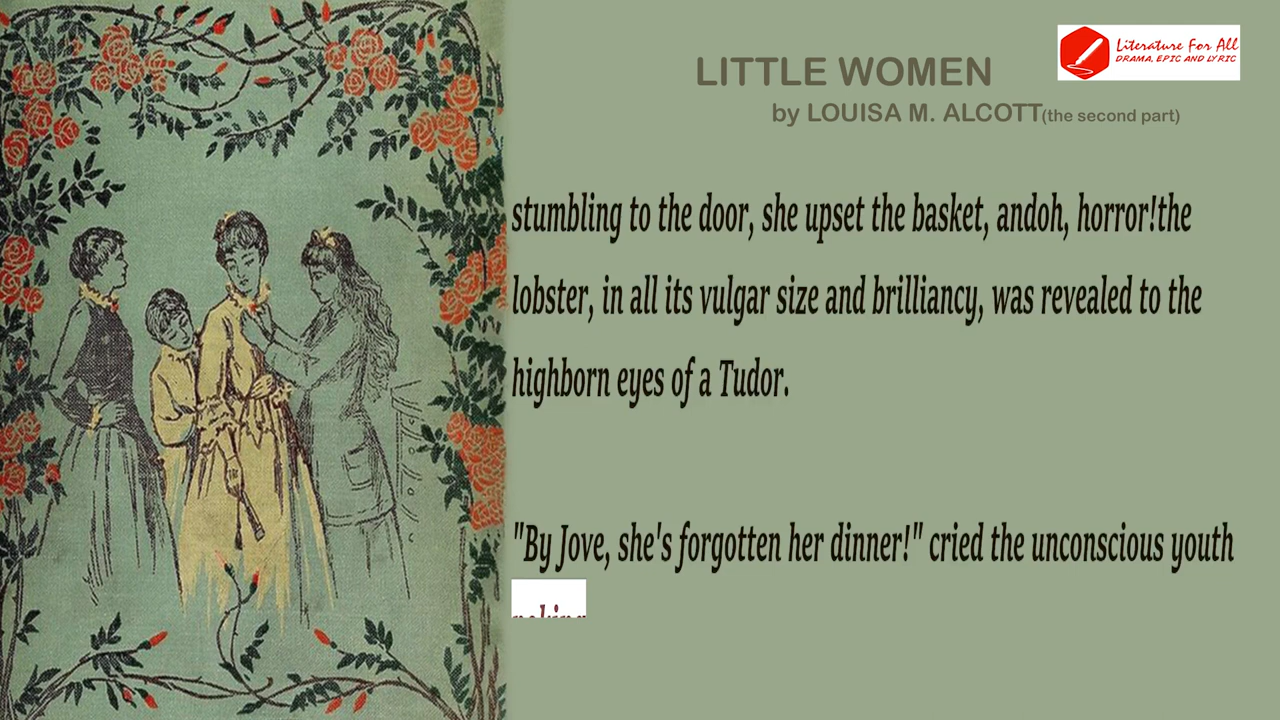 LITTLE WOMEN
by LOUISA M. ALCOTT(the second part)
Literature For All
DRAMA, EPIC AND LYRIC
stumbling to the door, she upset the basket, andoh, horror!the
lobster, in all its vulgar size and brilliancy, was revealed to the
highborn eyes of a Tudor.
"By Jove, she's forgotten her dinner!" cried the unconscious youth